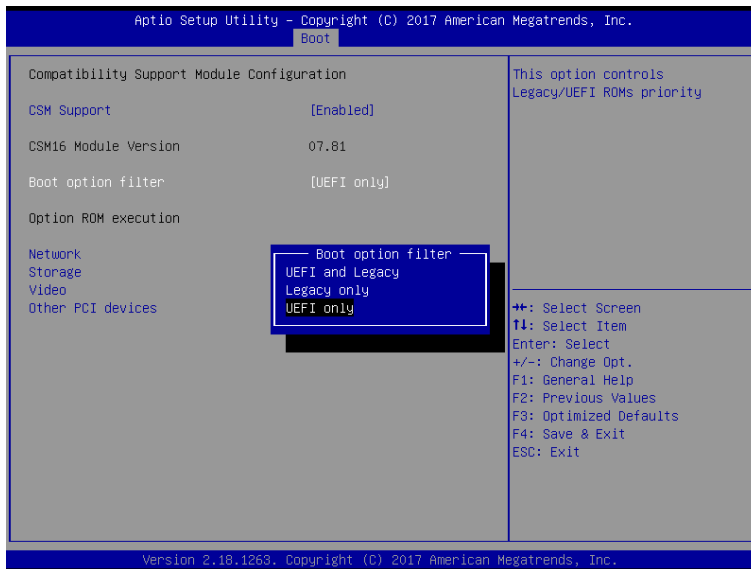 Aptio Setup Utility – Copyright (C) 2017 American Megatrends, Inc.
Boot
Compatibility Support Module Configuration
CSM Support [Enabled]
CSM16 Module Version 07.81
Boot option filter [UEFI only]
Option ROM execution
Network
Storage
Video
Other PCI devices
Boot option filter
UEFI and Legacy
Legacy only
UEFI only
This option controls
Legacy/UEFI ROMs priority
→←: Select Screen
↑↓: Select Item
Enter: Select
+/-: Change Opt.
F1: General Help
F2: Previous Values
F3: Optimized Defaults
F4: Save & Exit
ESC: Exit
Version 2.18.1263. Copyright (C) 2017 American Megatrends, Inc.